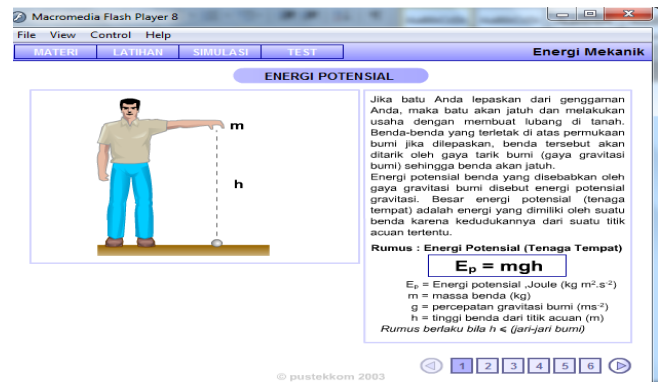 Macromedia Flash Player 8
File View Control Help
MATERI LATIHAN SIMULASI TEST Energi Mekanik
ENERGI POTENSIAL
m
h
Jika batu Anda lepaskan dari genggaman
Anda, maka batu akan jatuh dan melakukan
usaha dengan membuat lubang di tanah.
Benda-benda yang terletak di atas permukaan
bumi jika dilepaskan, benda tersebut akan
ditarik oleh gaya tarik bumi (gaya gravitasi
bumi) sehingga benda akan jatuh.
Energi potensial benda yang disebabkan oleh
gaya gravitasi bumi disebut energi potensial
gravitasi. Besar energi potensial (tenaga
tempat) adalah energi yang dimiliki oleh suatu
benda karena kedudukannya dari suatu titik
acuan tertentu.
Rumus : Energi Potensial (Tenaga Tempat)
Eₚ = mgh
Eₚ = Energi potensial ,Joule (kg m².s⁻²)
m = massa benda (kg)
g = percepatan gravitasi bumi (ms⁻²)
h = tinggi benda dari titik acuan (m)
Rumus berlaku bila h ⩽ (jari-jari bumi)
1 2 3 4 5 6
© pustekkom 2003